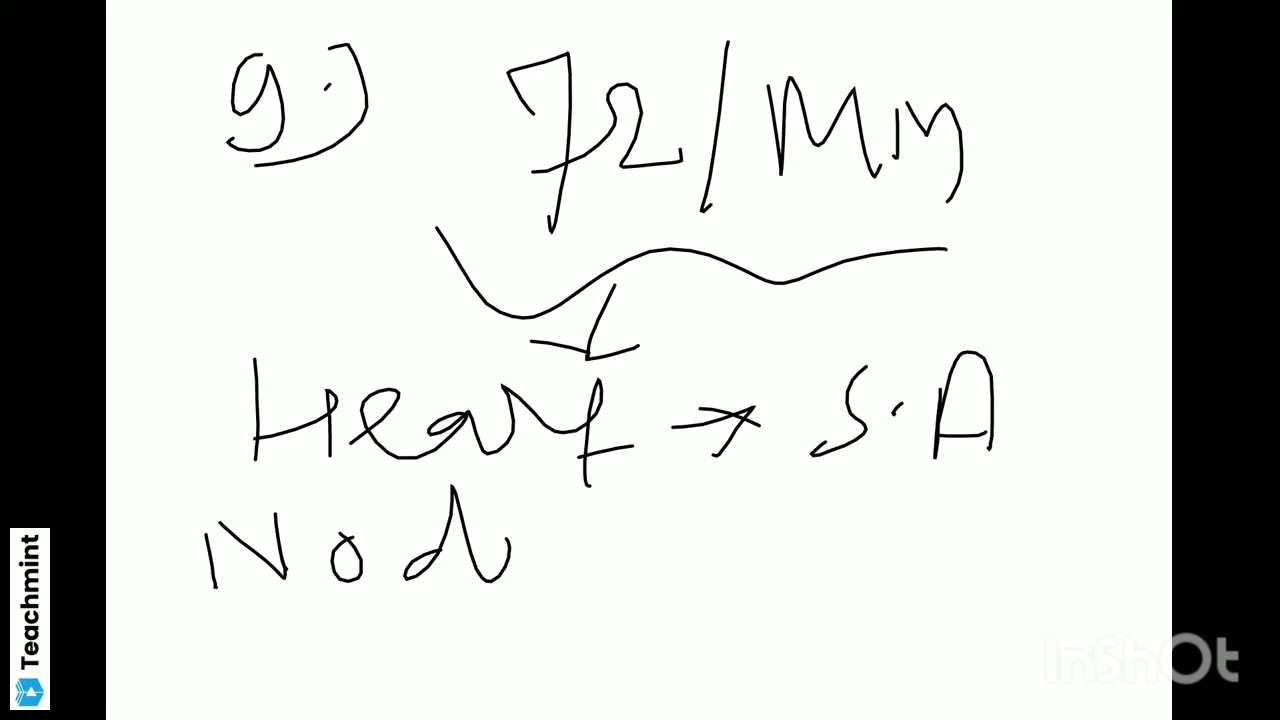 9.) 72/Min
Heart → S.A
Nod
Teachmint
InShOt